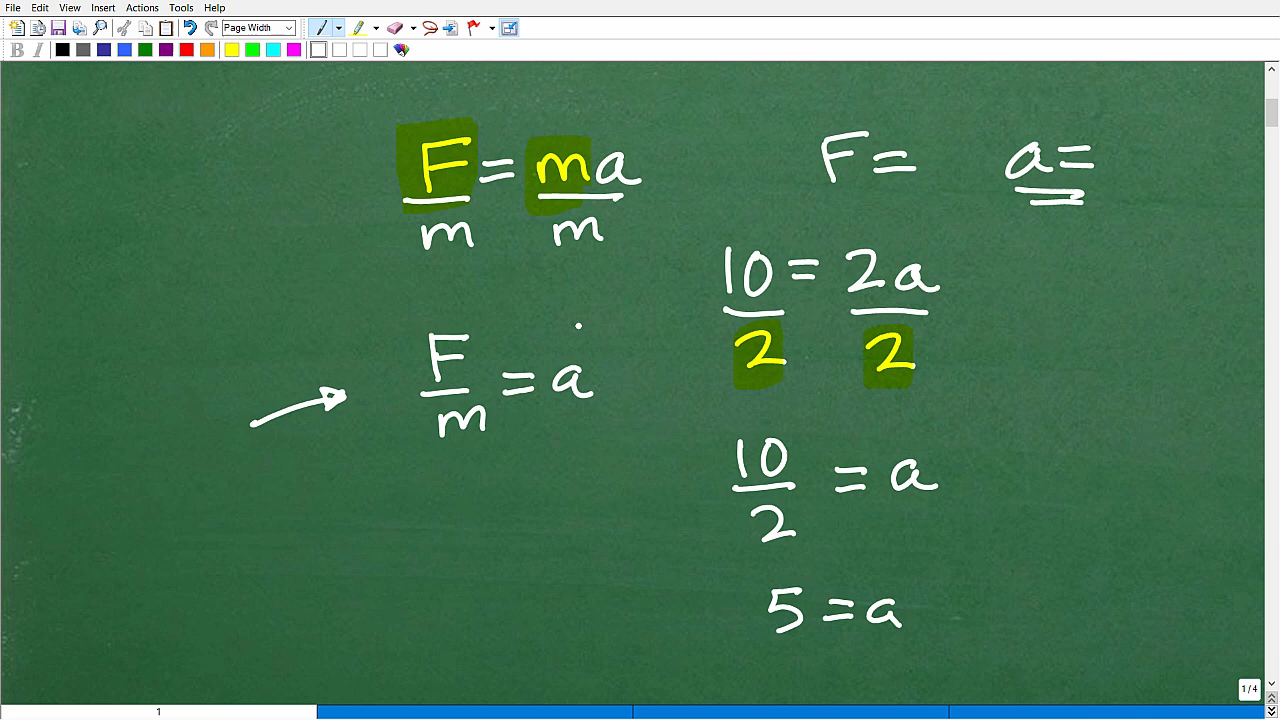 File Edit View Insert Actions Tools Help
Page Width
B I
F = ma
m m
F/m = a
F= a=
10 = 2a
2 2
10/2 = a
5 = a
1/4
1